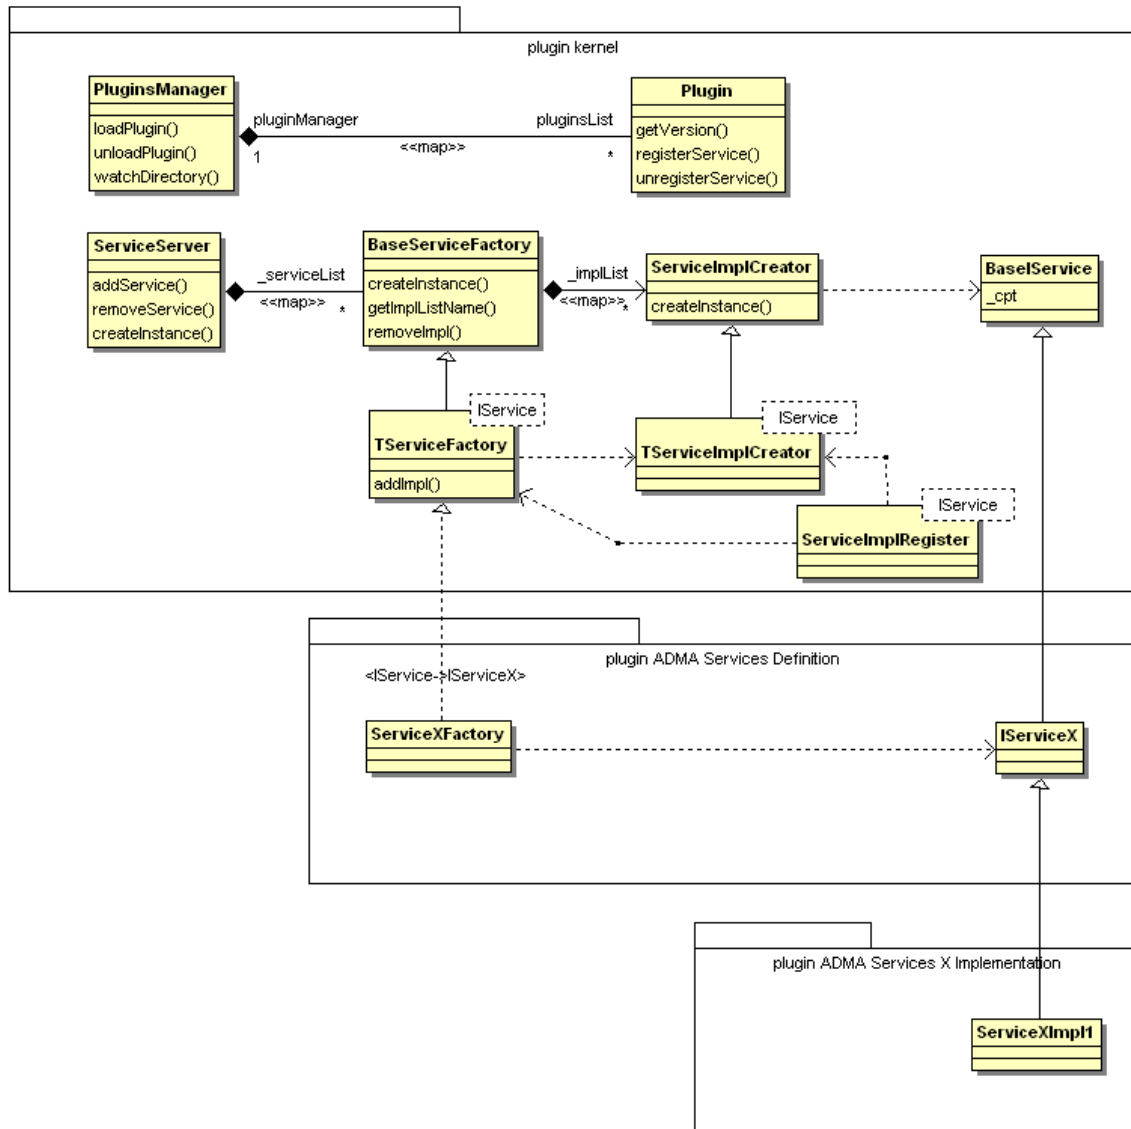 plugin kernel
PluginsManager
loadPlugin()
unloadPlugin()
watchDirectory()
pluginManager
1
<<map>>
pluginsList
*
Plugin
getVersion()
registerService()
unregisterService()
ServiceServer
addService()
removeService()
createInstance()
_serviceList
<<map>>
*
BaseServiceFactory
createInstance()
getImplListName()
removeImpl()
_implList
<<map>>
*
ServiceImplCreator
createInstance()
BaseIService
_cpt
IService
TServiceFactory
addImpl()
IService
TServiceImplCreator
IService
ServiceImplRegister
plugin ADMA Services Definition
<IService->IServiceX>
ServiceXFactory
IServiceX
plugin ADMA Services X Implementation
ServiceXImpl1